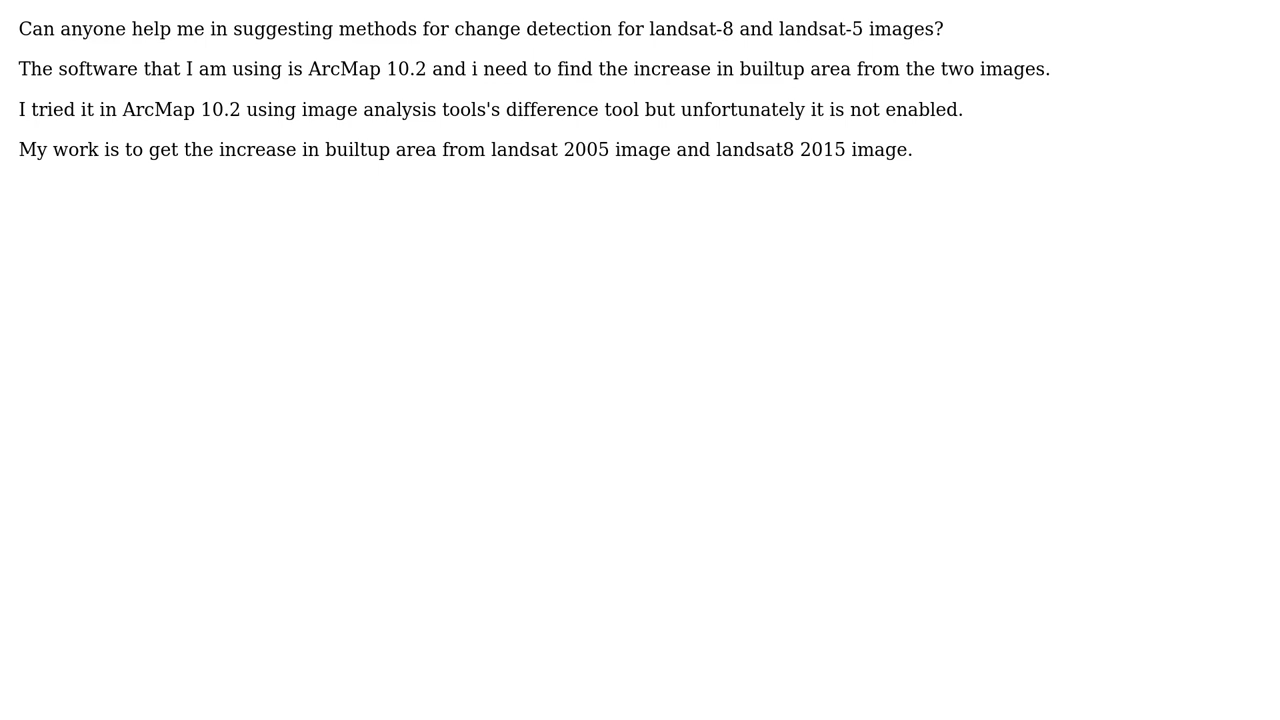 Can anyone help me in suggesting methods for change detection for landsat-8 and landsat-5 images?
The software that I am using is ArcMap 10.2 and i need to find the increase in builtup area from the two images.
I tried it in ArcMap 10.2 using image analysis tools's difference tool but unfortunately it is not enabled.
My work is to get the increase in builtup area from landsat 2005 image and landsat8 2015 image.